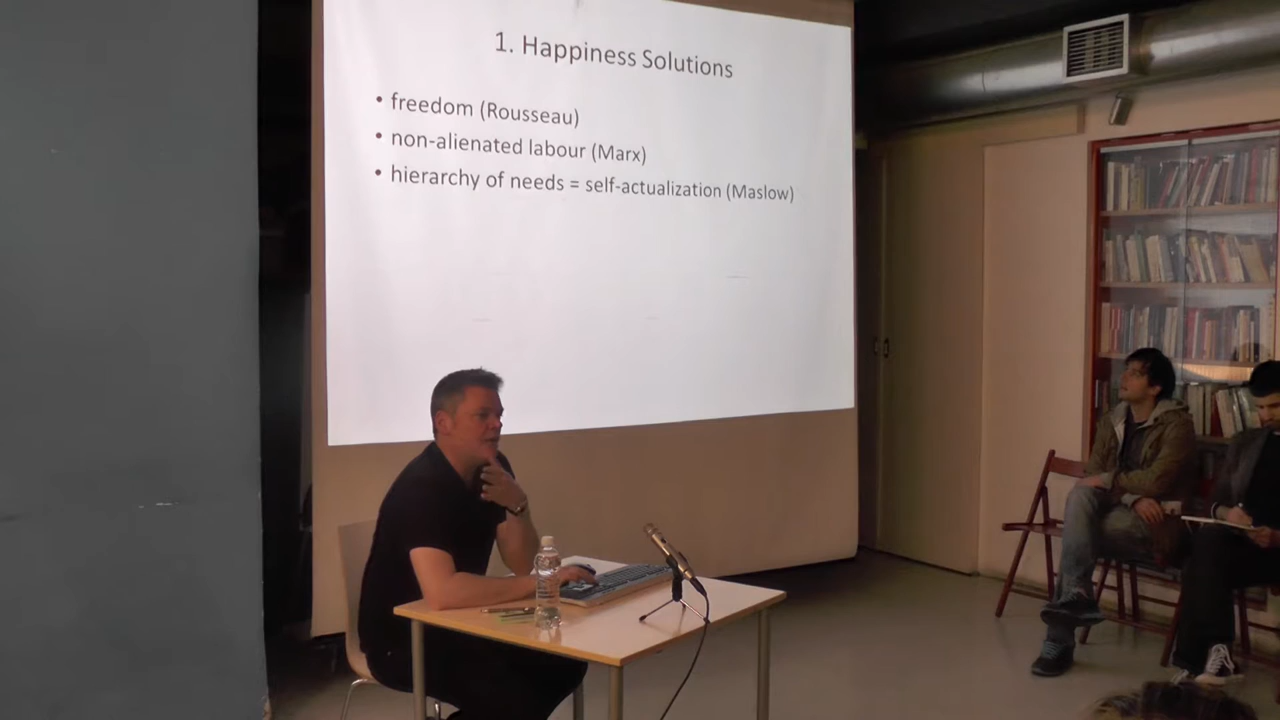 1. Happiness Solutions
• freedom (Rousseau)
• non-alienated labour (Marx)
• hierarchy of needs = self-actualization (Maslow)